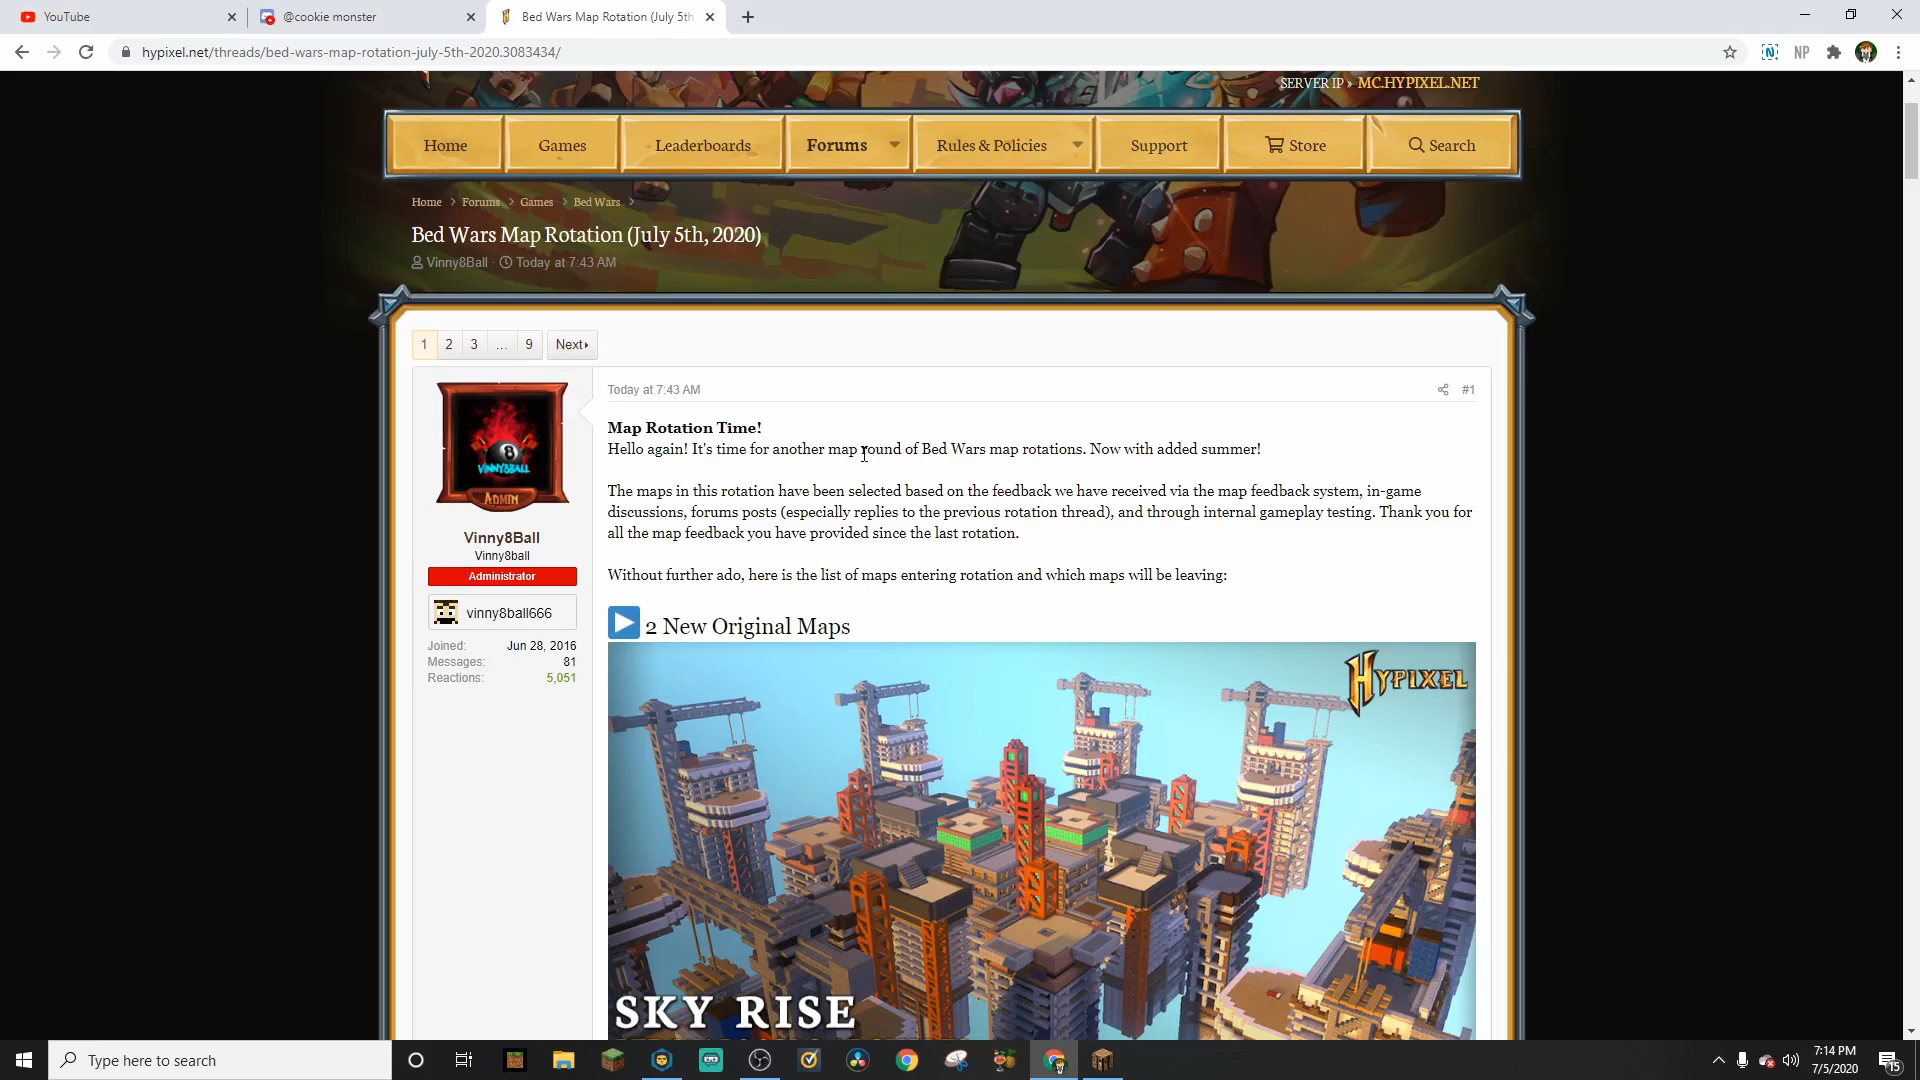 YouTube
@cookie monster
Bed Wars Map Rotation (July 5th
hypixel.net/threads/bed-wars-map-rotation-july-5th-2020.3083434/
NP
SERVER IP » MC.HYPIXEL.NET
Home
Games
Leaderboards
Forums
Rules & Policies
Support
Store
Search
Home > Forums > Games > Bed Wars >
Bed Wars Map Rotation (July 5th, 2020)
Vinny8Ball · Today at 7:43 AM
1 2 3 ... 9 Next
Today at 7:43 AM
#1
VINNY8BALL
ADMIN
Vinny8Ball
Vinny8ball
Administrator
vinny8ball666
Joined: Jun 28, 2016
Messages: 81
Reactions: 5,051
Map Rotation Time!
Hello again! It's time for another map round of Bed Wars map rotations. Now with added summer!
The maps in this rotation have been selected based on the feedback we have received via the map feedback system, in-game
discussions, forums posts (especially replies to the previous rotation thread), and through internal gameplay testing. Thank you for
all the map feedback you have provided since the last rotation.
Without further ado, here is the list of maps entering rotation and which maps will be leaving:
2 New Original Maps
HYPIXEL
SKY RISE
Type here to search
7:14 PM
7/5/2020
15